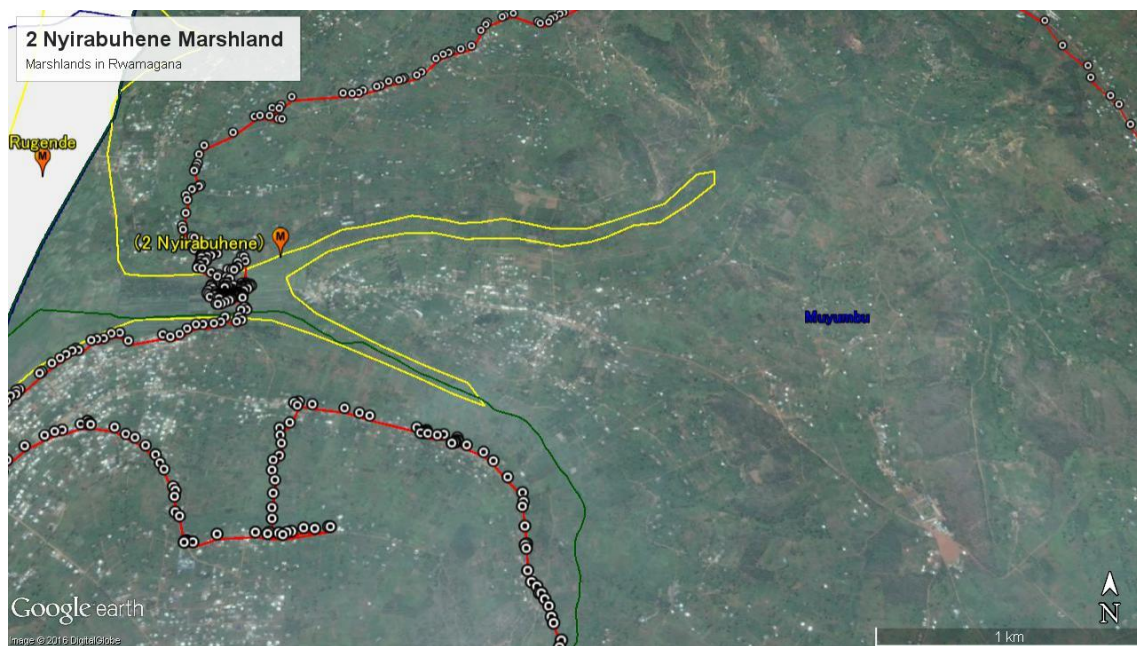 2 Nyirabuhene Marshland
Marshlands in Rwamagana
Rugende
M
(2 Nyirabuhene)
M
Muyumbu
Google earth
N
Image © 2016 DigitalGlobe
1 km